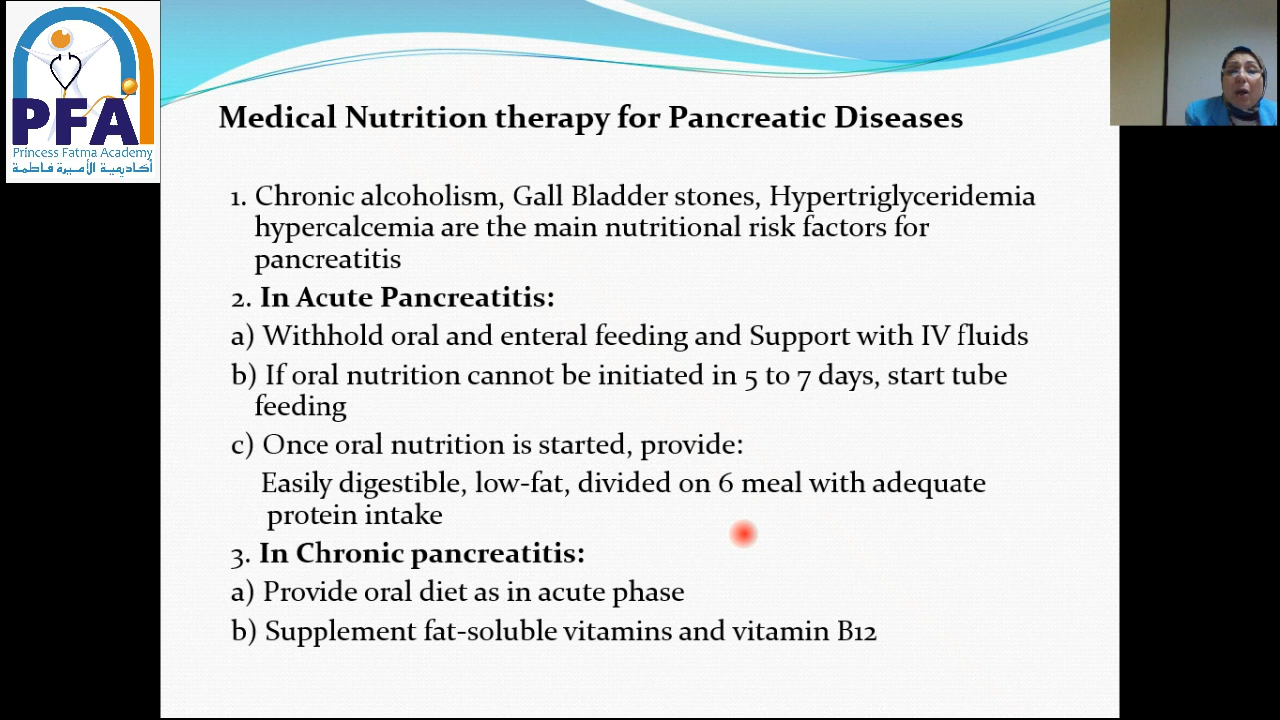 PFA
Princess Fatma Academy
أكاديمية الأميرة فاطمة
Medical Nutrition therapy for Pancreatic Diseases
1. Chronic alcoholism, Gall Bladder stones, Hypertriglyceridemia
hypercalcemia are the main nutritional risk factors for
pancreatitis
2. In Acute Pancreatitis:
a) Withhold oral and enteral feeding and Support with IV fluids
b) If oral nutrition cannot be initiated in 5 to 7 days, start tube
feeding
c) Once oral nutrition is started, provide:
Easily digestible, low-fat, divided on 6 meal with adequate
protein intake
3. In Chronic pancreatitis:
a) Provide oral diet as in acute phase
b) Supplement fat-soluble vitamins and vitamin B12